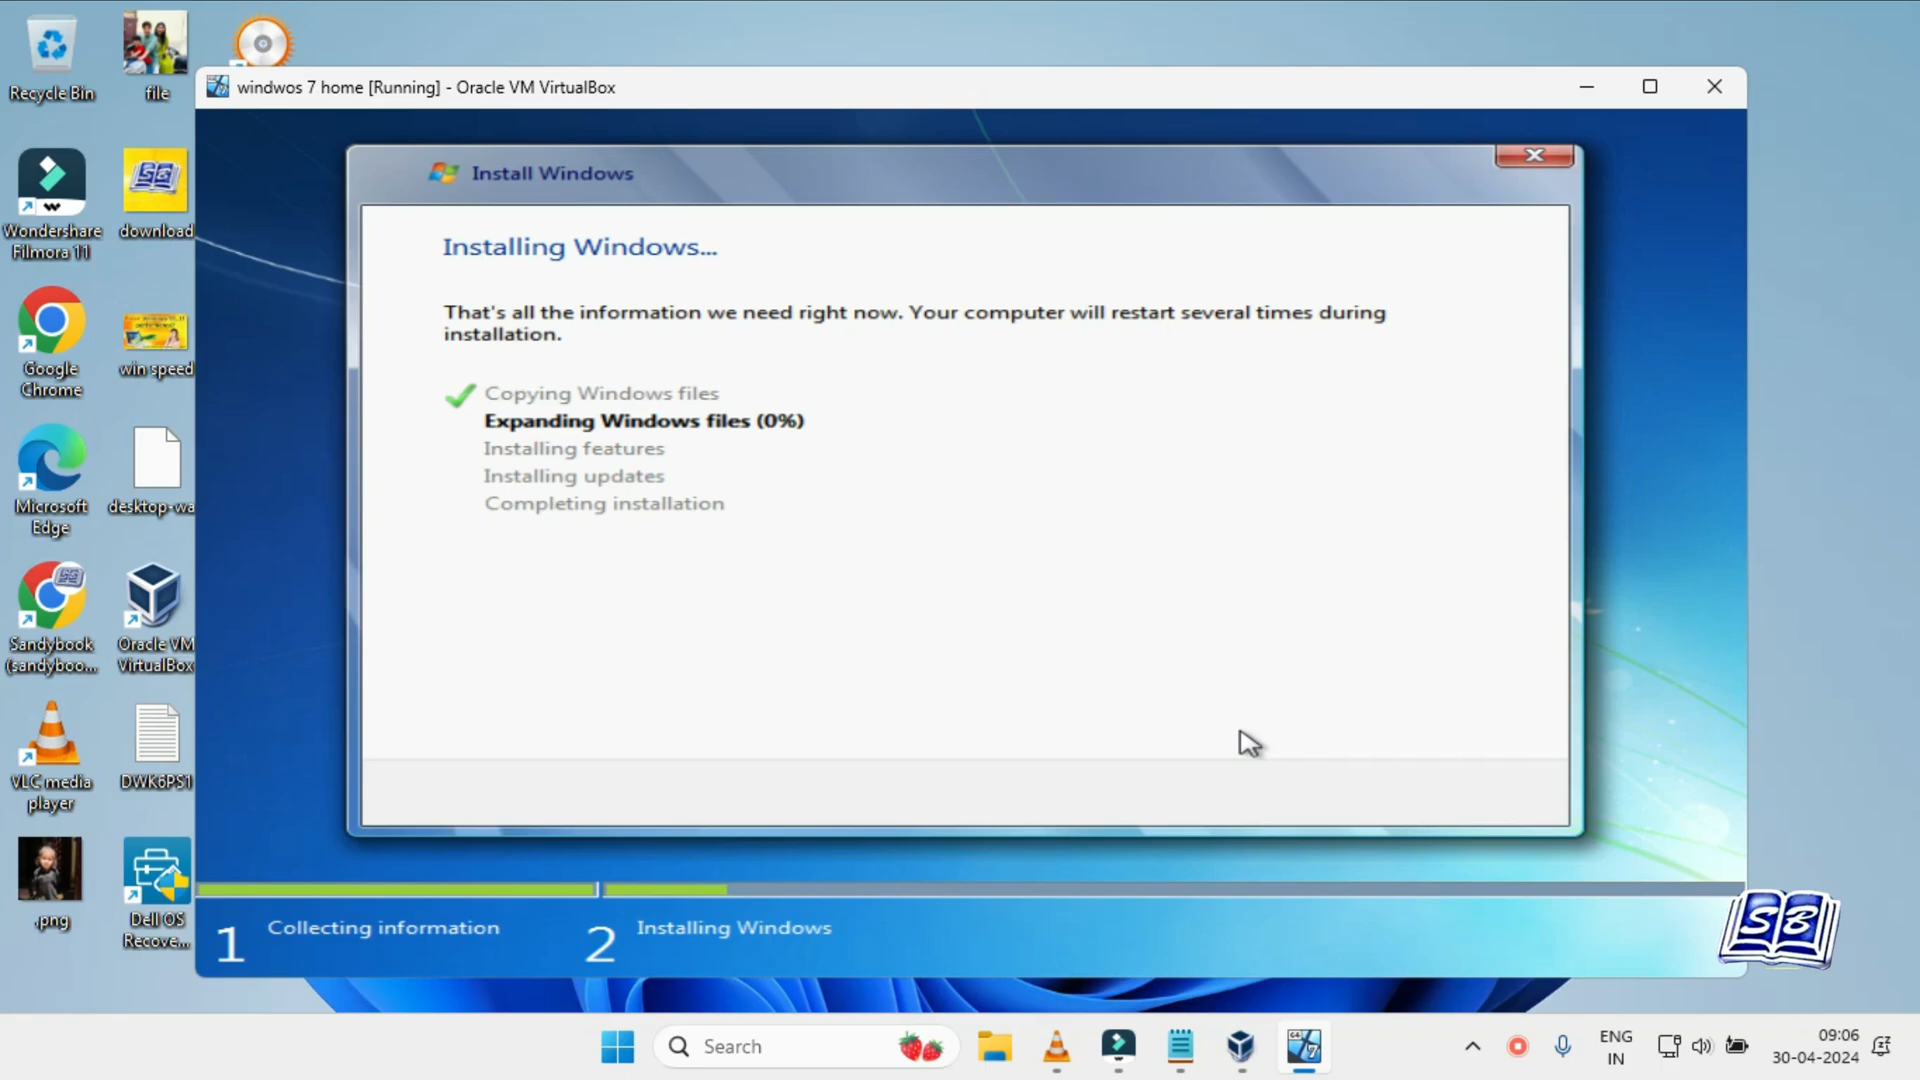 Recycle Bin
file
windwos 7 home [Running] - Oracle VM VirtualBox
Install Windows
Installing Windows...
That's all the information we need right now. Your computer will restart several times during
installation.
Copying Windows files
Expanding Windows files (0%)
Installing features
Installing updates
Completing installation
1 Collecting information
2 Installing Windows
Wondershare
Filmora 11
download
Google
Chrome
win speed
Microsoft
Edge
desktop-wa
Sandybook
(sandyboo...
Oracle VM
VirtualBox
VLC media
player
DWK6PS1
.png
Dell OS
Recove...
SB
Search
64
7
ENG
IN
09:06
30-04-2024